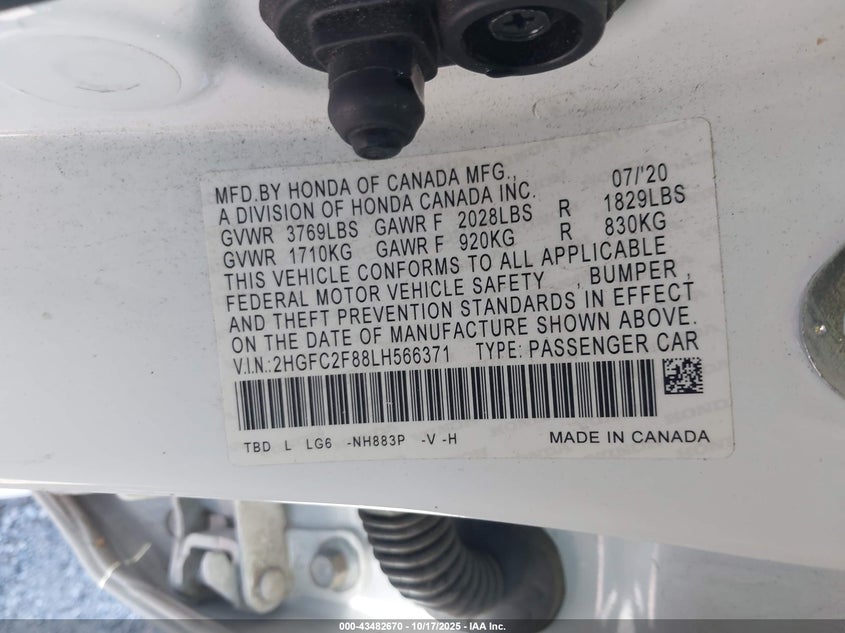 MFD.BY HONDA OF CANADA MFG., 07/'20
A DIVISION OF HONDA CANADA INC.
GVWR 3769LBS GAWR F 2028LBS R 1829LBS
GVWR 1710KG GAWR F 920KG R 830KG
THIS VEHICLE CONFORMS TO ALL APPLICABLE
FEDERAL MOTOR VEHICLE SAFETY , BUMPER ,
AND THEFT PREVENTION STANDARDS IN EFFECT
ON THE DATE OF MANUFACTURE SHOWN ABOVE.
V.I.N.:2HGFC2F88LH566371 TYPE: PASSENGER CAR
TBD L LG6 -NH883P -V -H MADE IN CANADA
000-43482670 - 10/17/2025 - IAA Inc.